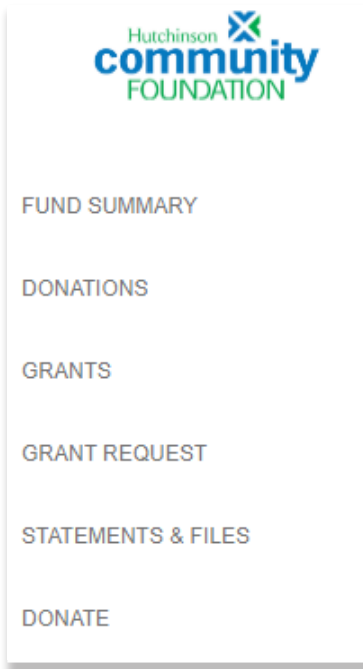 Hutchinson
community
FOUNDATION
FUND SUMMARY
DONATIONS
GRANTS
GRANT REQUEST
STATEMENTS & FILES
DONATE